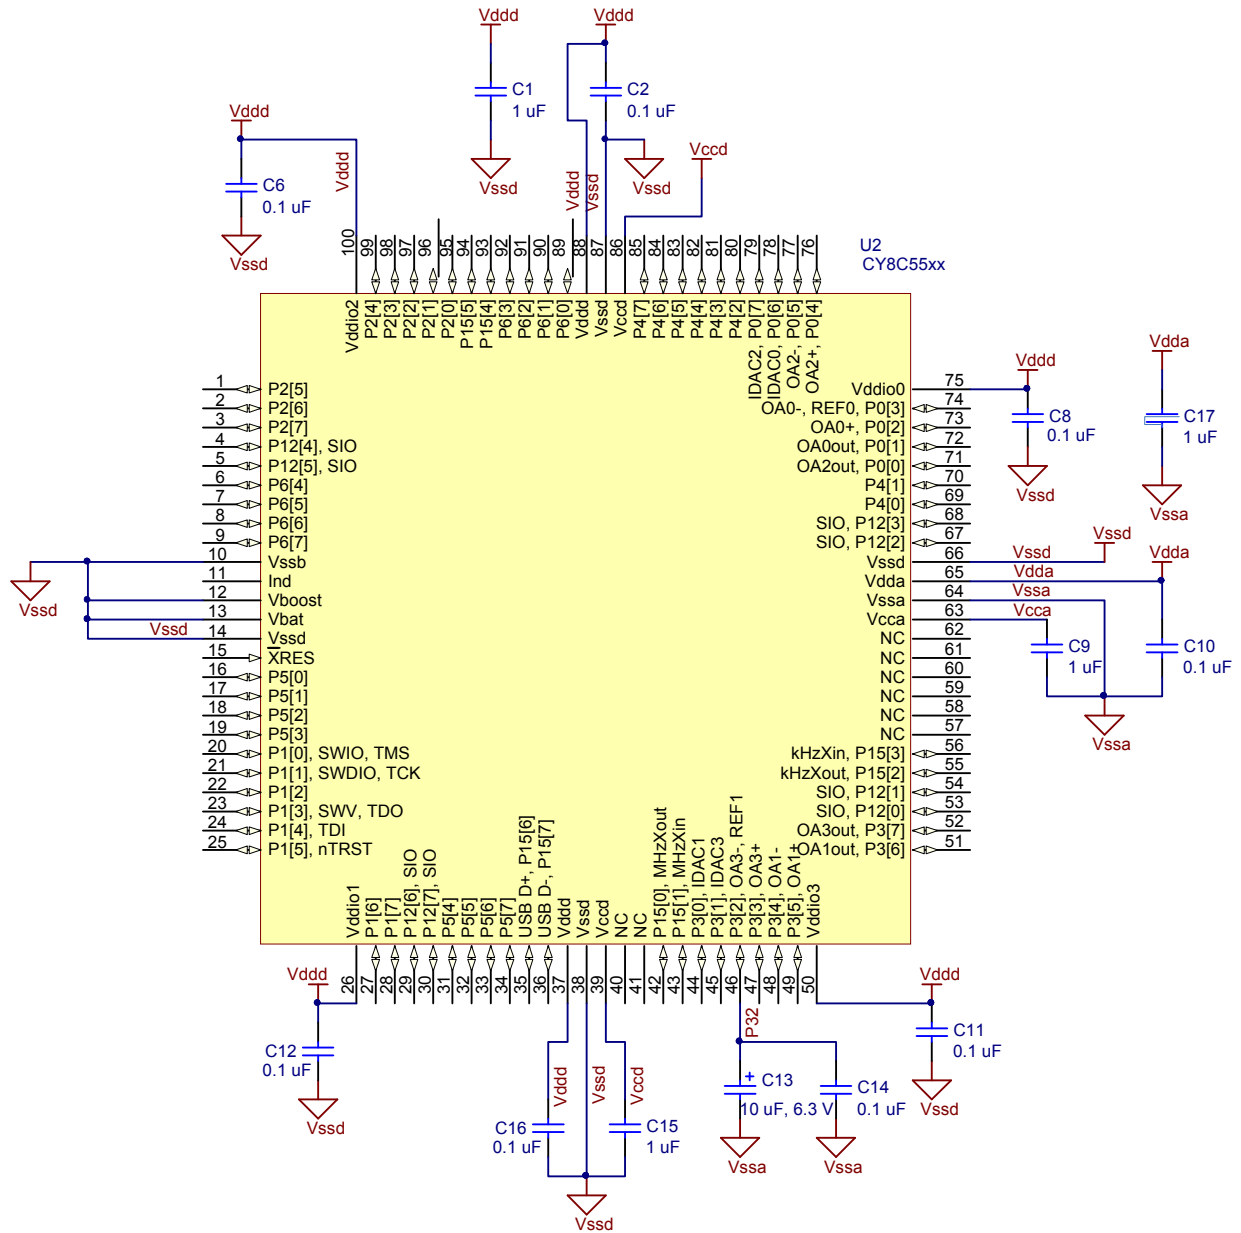 Vddd
C1
1 uF
Vssd
Vddd
C2
0.1 uF
Vssd
Vddd
C6
0.1 uF
Vssd
Vddd
Vddd
Vssd
Vccd
U2
CY8C55xx
100 Vddio2
99 P2[4]
98 P2[3]
97 P2[2]
96 P2[1]
95 P2[0]
94 P15[5]
93 P15[4]
92 P6[3]
91 P6[2]
90 P6[1]
89 P6[0]
88 Vddd
87 Vssd
86 Vccd
85 P4[7]
84 P4[6]
83 P4[5]
82 P4[4]
81 P4[3]
80 P4[2]
79 IDAC2, P0[7]
78 IDAC0, P0[6]
77 OA2-, P0[5]
76 OA2+, P0[4]
1 P2[5]
2 P2[6]
3 P2[7]
4 P12[4], SIO
5 P12[5], SIO
6 P6[4]
7 P6[5]
8 P6[6]
9 P6[7]
10 Vssb
11 Ind
12 Vboost
13 Vbat
Vssd 14 Vssd
15 XRES
16 P5[0]
17 P5[1]
18 P5[2]
19 P5[3]
20 P1[0], SWIO, TMS
21 P1[1], SWDIO, TCK
22 P1[2]
23 P1[3], SWV, TDO
24 P1[4], TDI
25 P1[5], nTRST
Vssd
Vddio0 75
OA0-, REF0, P0[3] 74
OA0+, P0[2] 73
OA0out, P0[1] 72
OA2out, P0[0] 71
P4[1] 70
P4[0] 69
SIO, P12[3] 68
SIO, P12[2] 67
Vssd 66 Vssd
Vdda 65 Vdda
Vssa 64 Vssa
Vcca 63 Vcca
NC 62
NC 61
NC 60
NC 59
NC 58
NC 57
kHzXin, P15[3] 56
kHzXout, P15[2] 55
SIO, P12[1] 54
SIO, P12[0] 53
OA3out, P3[7] 52
OA1out, P3[6] 51
Vddd
C8
0.1 uF
Vssd
Vdda
C17
1 uF
Vssa
Vssd
Vdda
C9
1 uF
C10
0.1 uF
Vssa
26 Vddio1
27 P1[6]
28 P1[7]
29 P12[6], SIO
30 P12[7], SIO
31 P5[4]
32 P5[5]
33 P5[6]
34 P5[7]
35 USB D+, P15[6]
36 USB D-, P15[7]
37 Vddd
38 Vssd
39 Vccd
40 NC
41 NC
42 P15[0], MHzXout
43 P15[1], MHzXin
44 P3[0], IDAC1
45 P3[1], IDAC3
46 P3[2], OA3-, REF1
47 P3[3], OA3+
48 P3[4], OA1-
49 P3[5], OA1+
50 Vddio3
Vddd
C12
0.1 uF
Vssd
Vddd
Vssd
Vccd
C16
0.1 uF
C15
1 uF
Vssd
P32
+
C13
10 uF, 6.3 V
Vssa
C14
0.1 uF
Vssa
Vddd
C11
0.1 uF
Vssd